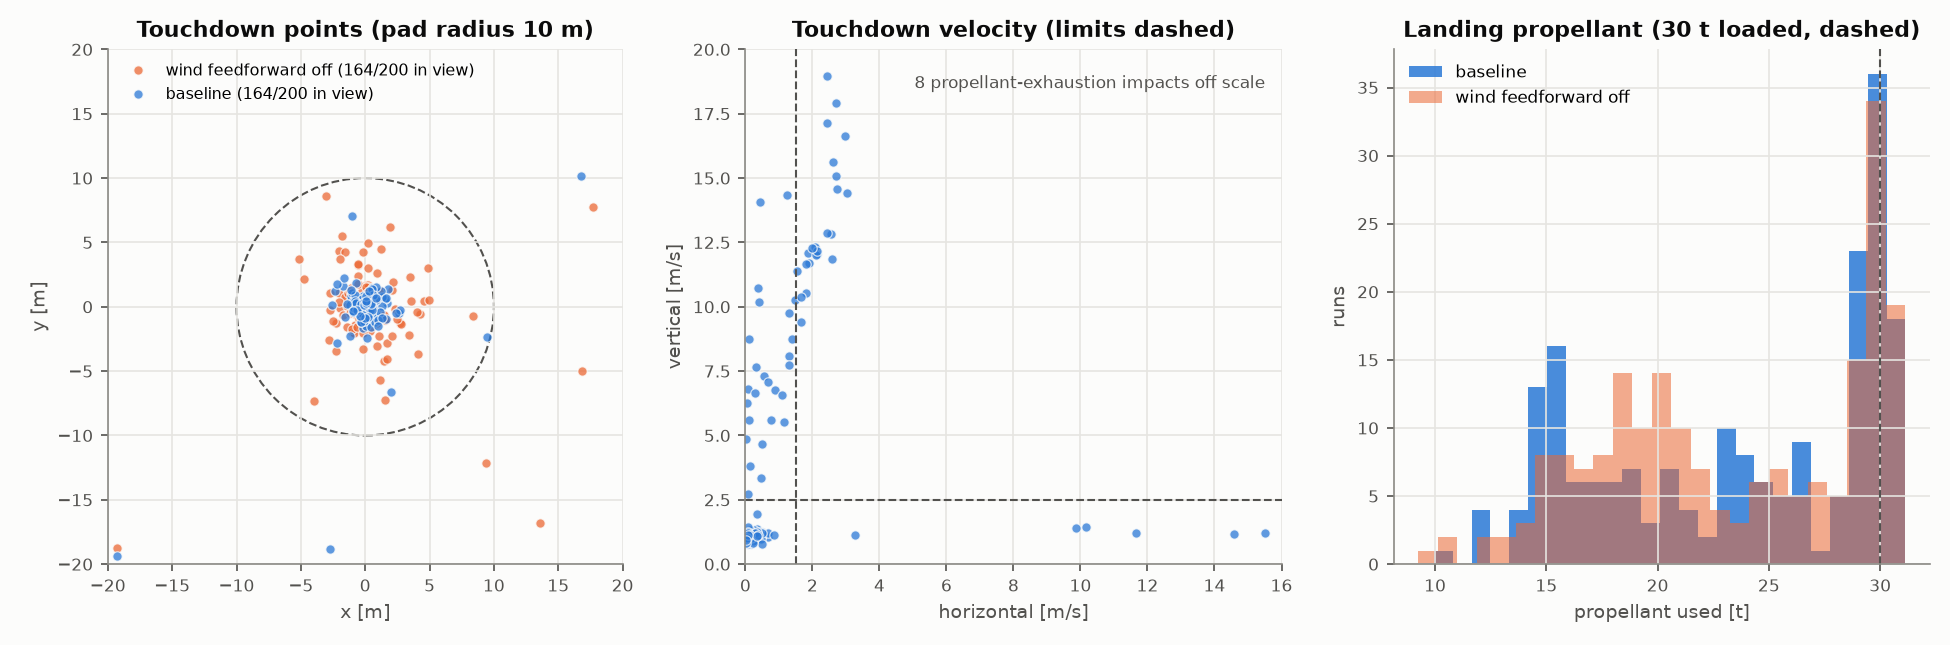 Touchdown points (pad radius 10 m)
wind feedforward off (164/200 in view)
baseline (164/200 in view)
20
15
10
5
0
−5
−10
−15
−20
y [m]
−20 −15 −10 −5 0 5 10 15 20
x [m]
Touchdown velocity (limits dashed)
8 propellant-exhaustion impacts off scale
20.0
17.5
15.0
12.5
10.0
7.5
5.0
2.5
0.0
vertical [m/s]
0 2 4 6 8 10 12 14 16
horizontal [m/s]
Landing propellant (30 t loaded, dashed)
baseline
wind feedforward off
35
30
25
20
15
10
5
0
runs
10 15 20 25 30
propellant used [t]